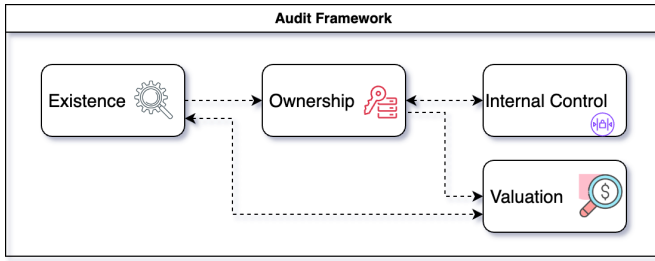 Audit Framework
Existence
Ownership
Internal Control
Valuation
$